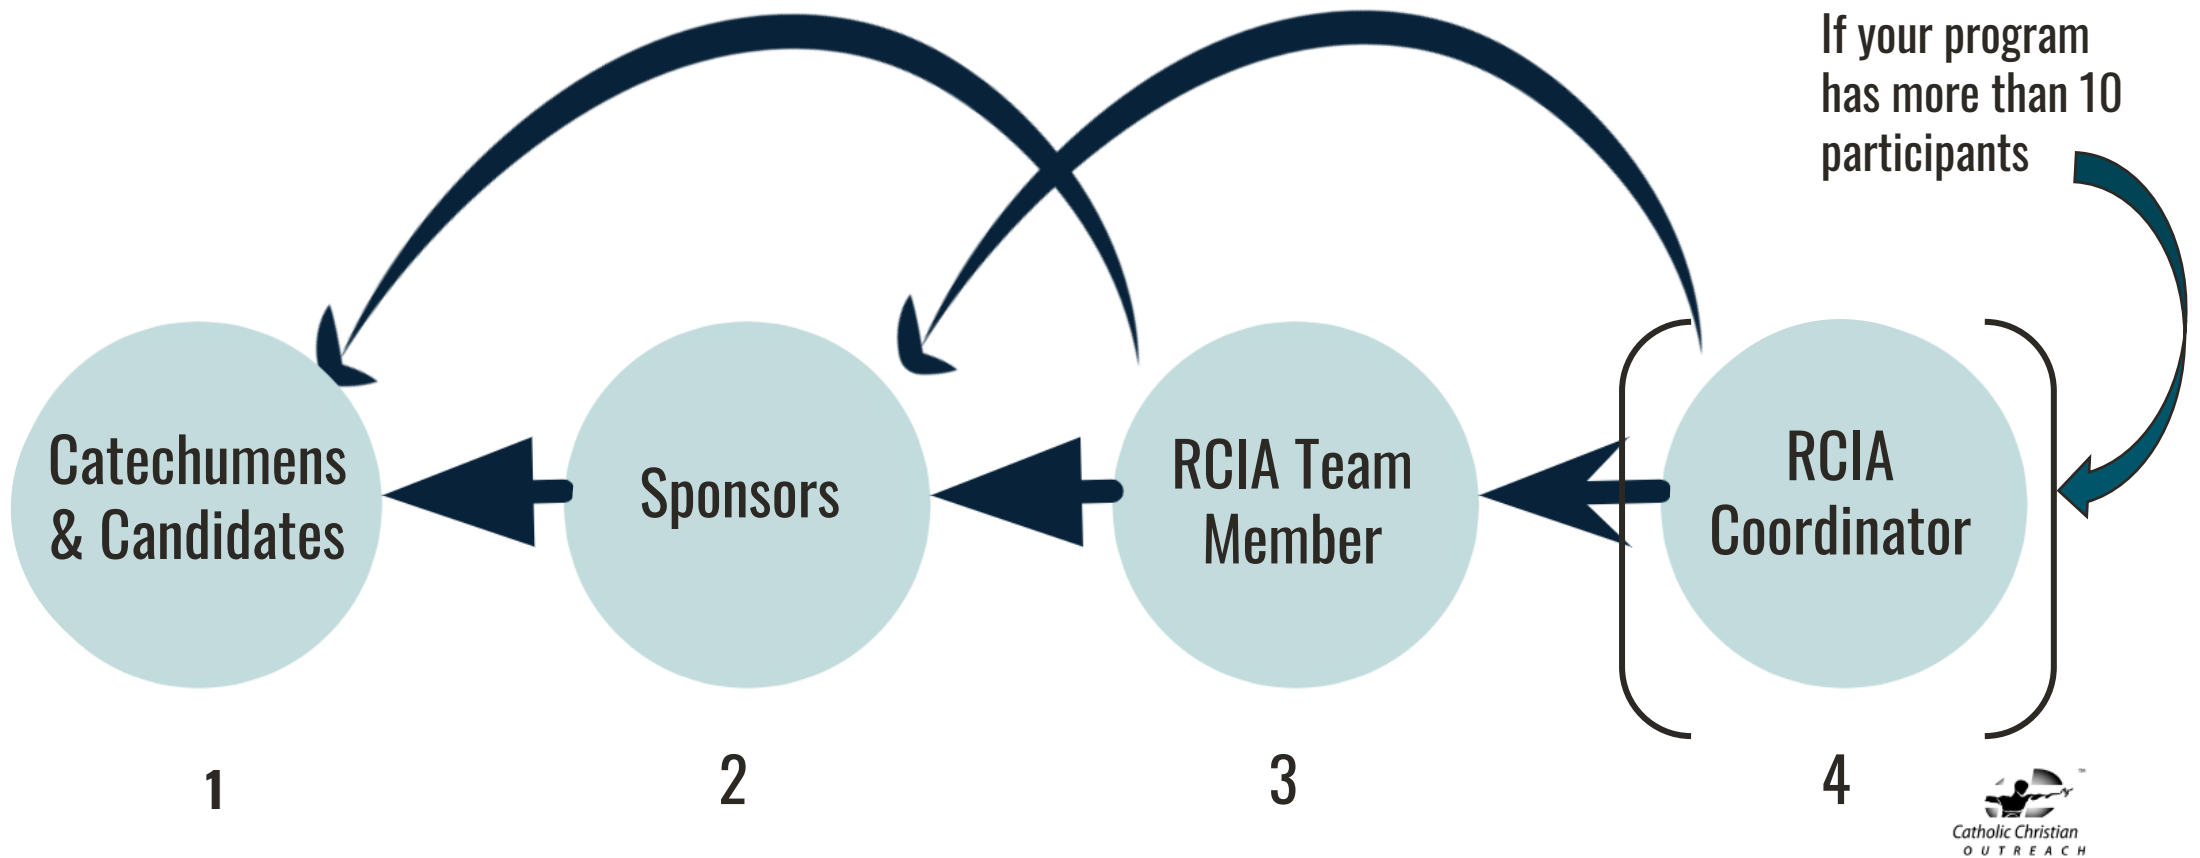 If your program
has more than 10
participants
Catechumens
& Candidates
Sponsors
RCIA Team
Member
RCIA
Coordinator
1
2
3
4
Catholic Christian
OUTREACH